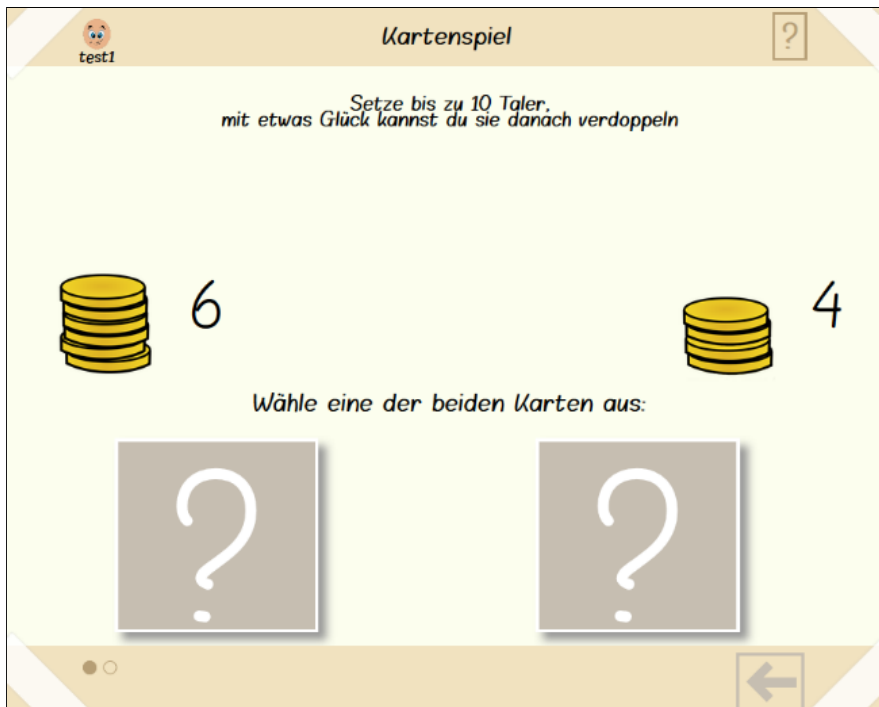 Kartenspiel
?
test1
Setze bis zu 10 Taler,
mit etwas Glück kannst du sie danach verdoppeln
6
4
Wähle eine der beiden Karten aus:
? ?